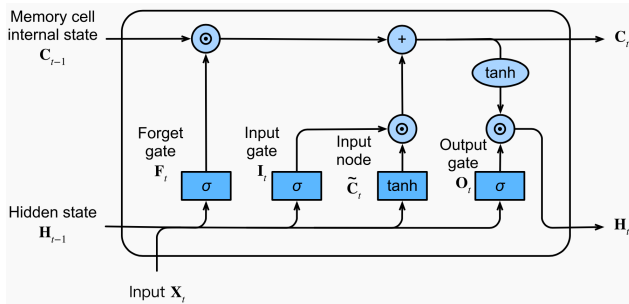 Memory cell
internal state
C_{t−1}
C_t
+
tanh
Forget
gate
F_t
Input
gate
I_t
Input
node
C̃_t
Output
gate
O_t
σ
σ
tanh
σ
Hidden state
H_{t−1}
H_t
Input X_t